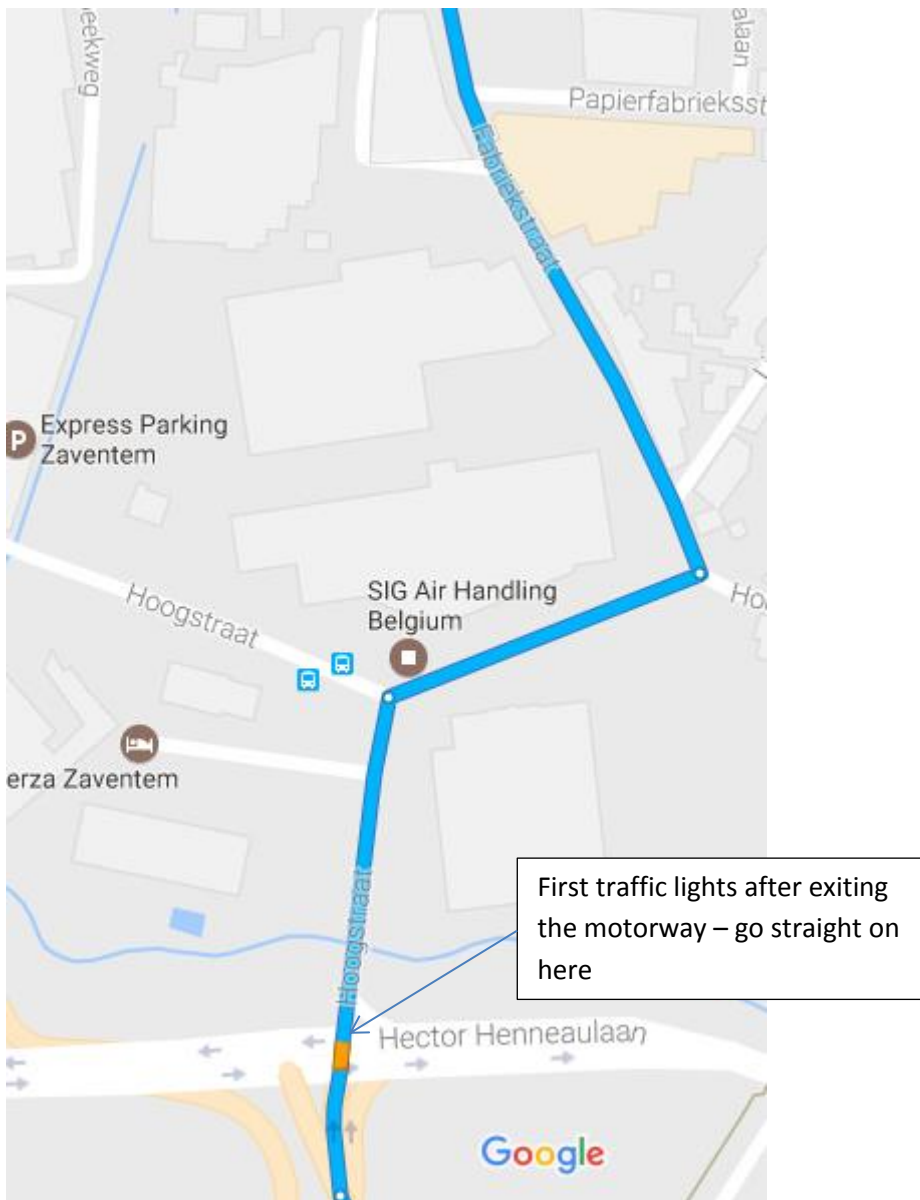 eekweg
alaan
Papierfabrieksst
Fabriekstraat
Express Parking
Zaventem
P
Hoogstraat
SIG Air Handling
Belgium
Ho
erza Zaventem
First traffic lights after exiting
the motorway – go straight on
here
Hoogstraat
Hector Henneaulaan
Google